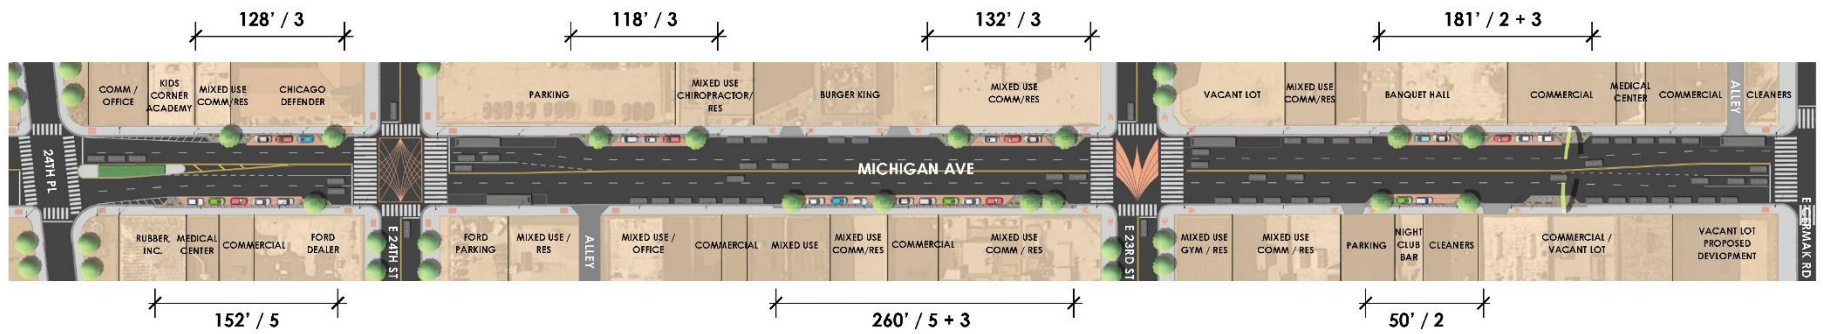 128' / 3
118' / 3
132' / 3
181' / 2 + 3
COMM /
OFFICE
KIDS
CORNER
ACADEMY
MIXED USE
COMM/RES
CHICAGO
DEFENDER
PARKING
MIXED USE
CHIROPRACTOR/
RES
BURGER KING
MIXED USE
COMM/RES
VACANT LOT
MIXED USE
COMM/RES
BANQUET HALL
COMMERCIAL
MEDICAL
CENTER
COMMERCIAL
ALLEY
CLEANERS
24TH PL
MICHIGAN AVE
E 24TH ST
E 23RD ST
E CERMAK RD
RUBBER,
INC.
MEDICAL
CENTER
COMMERCIAL
FORD
DEALER
FORD
PARKING
MIXED USE /
RES
ALLEY
MIXED USE /
OFFICE
COMMERCIAL
MIXED USE
MIXED USE
COMM/RES
COMMERCIAL
MIXED USE
COMM / RES
MIXED USE
GYM / RES
MIXED USE
COMM / RES
PARKING
NIGHT
CLUB
BAR
CLEANERS
COMMERCIAL /
VACANT LOT
VACANT LOT
PROPOSED
DEVLOPMENT
152' / 5
260' / 5 + 3
50' / 2